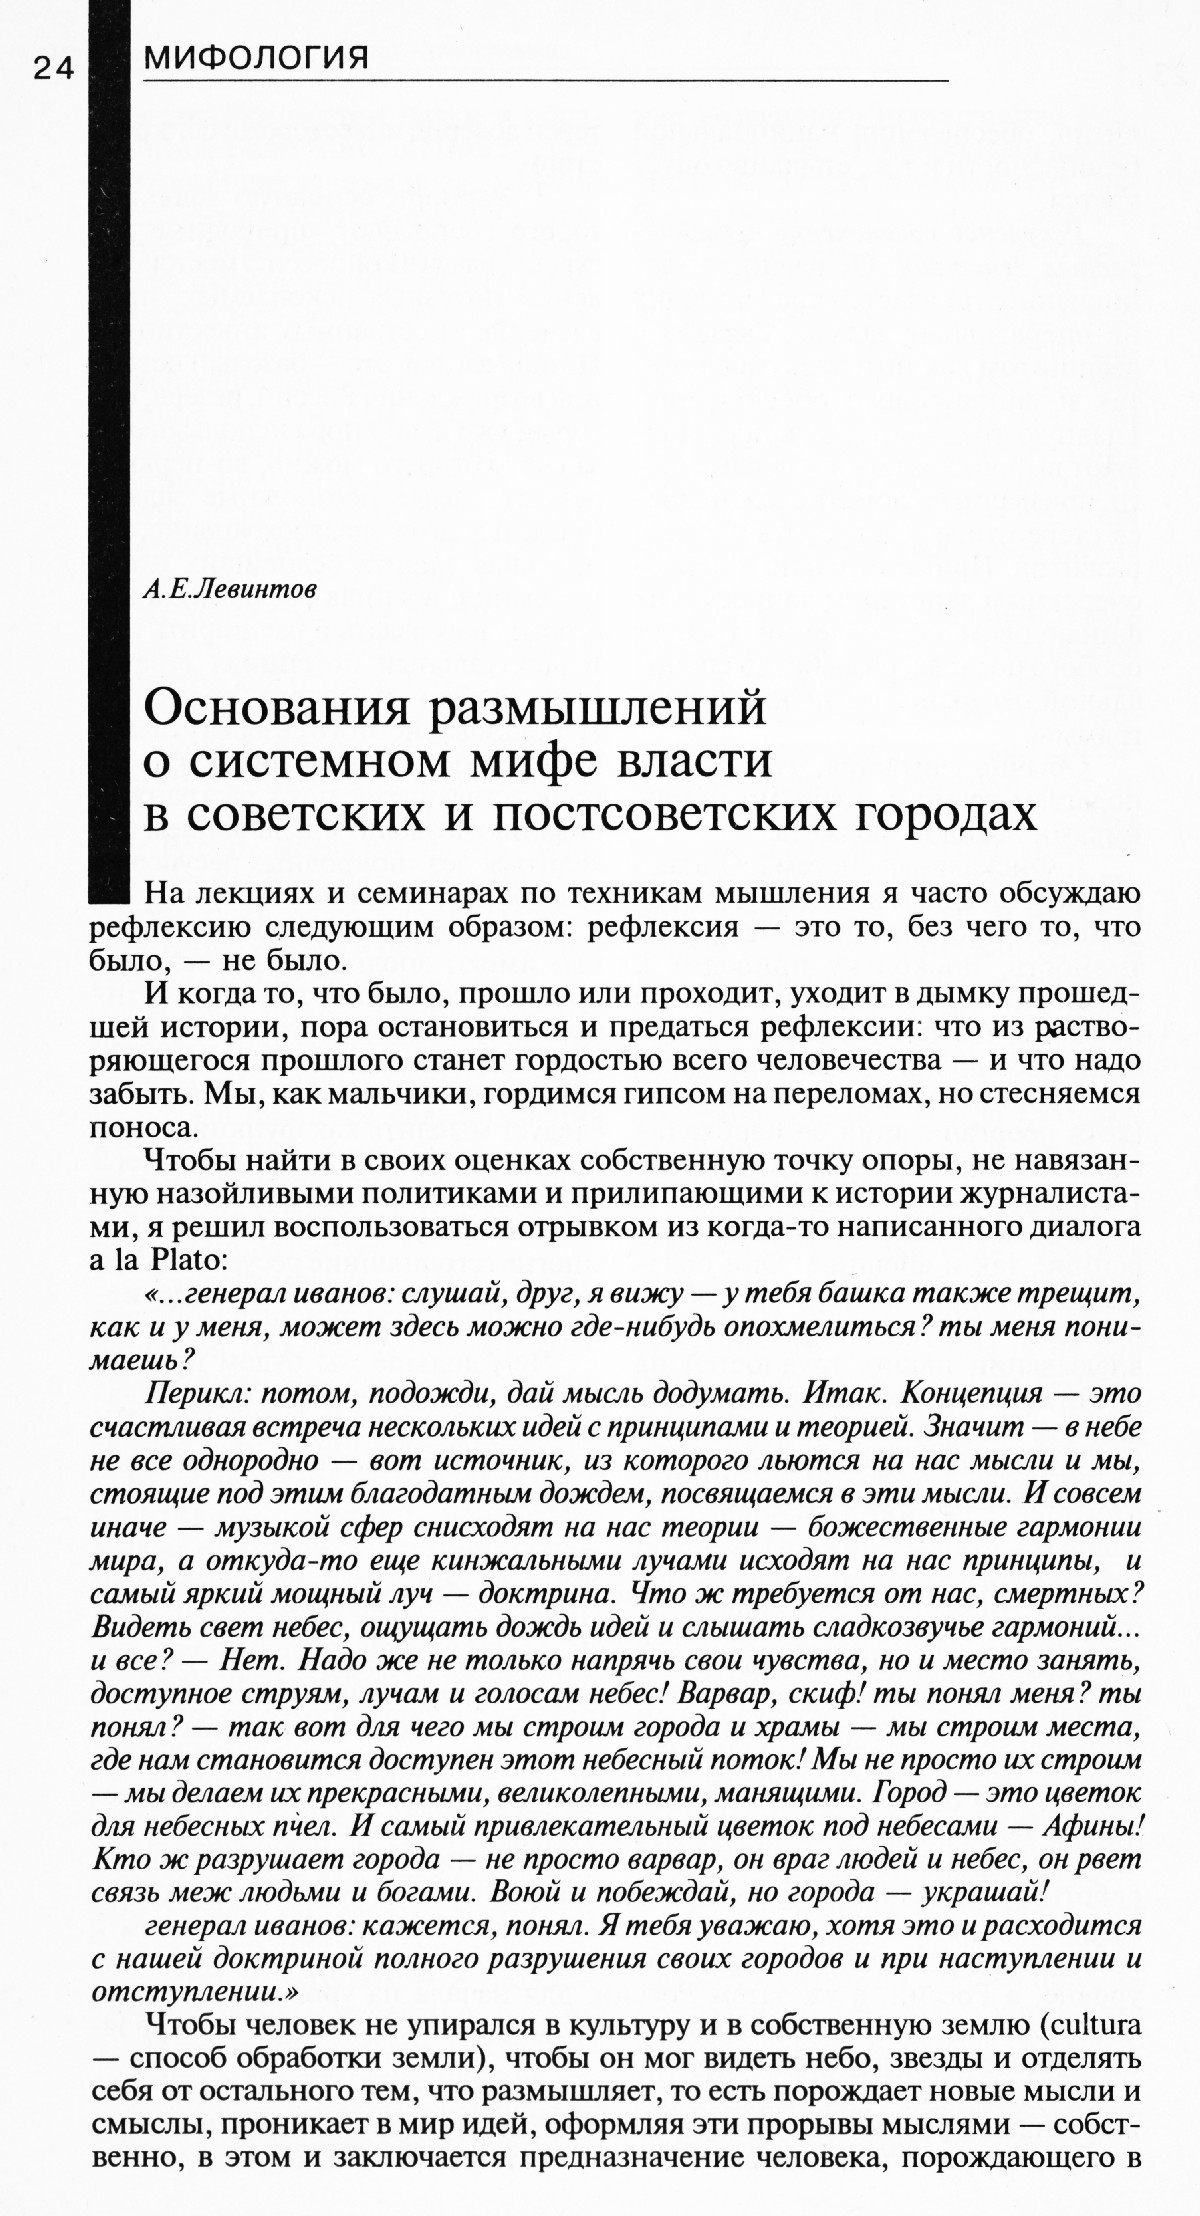 24
МИФОЛОГИЯ
А.Е.Левинтов
Основания размышлений
о системном мифе власти
в советских и постсоветских городах
На лекциях и семинарах по техникам мышления я часто обсуждаю
рефлексию следующим образом: рефлексия — это то, без чего то, что
было, — не было.
И когда то, что было, прошло или проходит, уходит в дымку прошед-
шей истории, пора остановиться и предаться рефлексии: что из раство-
ряющегося прошлого станет гордостью всего человечества — и что надо
забыть. Мы, как мальчики, гордимся гипсом на переломах, но стесняемся
поноса.
Чтобы найти в своих оценках собственную точку опоры, не навязан-
ную назойливыми политиками и прилипающими к истории журналиста-
ми, я решил воспользоваться отрывком из когда-то написанного диалога
a la Plato:
«...генерал иванов: слушай, друг, я вижу — у тебя башка также трещит,
как и у меня, может здесь можно где-нибудь опохмелиться? ты меня пони-
маешь?
Перикл: потом, подожди, дай мысль додумать. Итак. Концепция — это
счастливая встреча нескольких идей с принципами и теорией. Значит — в небе
не все однородно — вот источник, из которого льются на нас мысли и мы,
стоящие под этим благодатным дождем, посвящаемся в эти мысли. И совсем
иначе — музыкой сфер снисходят на нас теории — божественные гармонии
мира, а откуда-то еще кинжальными лучами исходят на нас принципы, и
самый яркий мощный луч — доктрина. Что ж требуется от нас, смертных?
Видеть свет небес, ощущать дождь идей и слышать сладкозвучье гармоний...
и все? — Нет. Надо же не только напрячь свои чувства, но и место занять,
доступное струям, лучам и голосам небес! Варвар, скиф! ты понял меня? ты
понял? — так вот для чего мы строим города и храмы — мы строим места,
где нам становится доступен этот небесный поток! Мы не просто их строим
— мы делаем их прекрасными, великолепными, манящими. Город — это цветок
для небесных пчел. И самый привлекательный цветок под небесами — Афины!
Кто ж разрушает города — не просто варвар, он враг людей и небес, он рвет
связь меж людьми и богами. Воюй и побеждай, но города — украшай!
генерал иванов: кажется, понял. Я тебя уважаю, хотя это и расходится
с нашей доктриной полного разрушения своих городов и при наступлении и
отступлении.»
Чтобы человек не упирался в культуру и в собственную землю (cultura
— способ обработки земли), чтобы он мог видеть небо, звезды и отделять
себя от остального тем, что размышляет, то есть порождает новые мысли и
смыслы, проникает в мир идей, оформляя эти прорывы мыслями — собст-
венно, в этом и заключается предназначение человека, порождающего в